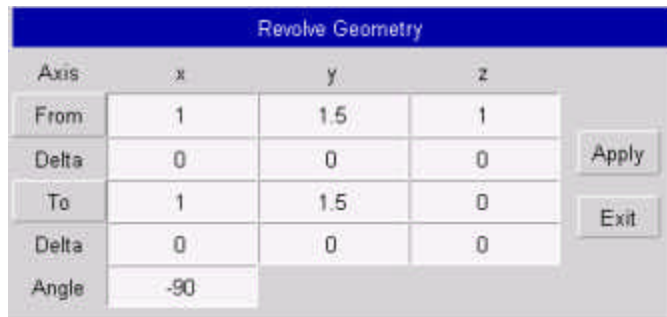 Revolve Geometry
Axis x y z
From 1 1.5 1
Delta 0 0 0
Apply
To 1 1.5 0
Exit
Delta 0 0 0
Angle -90